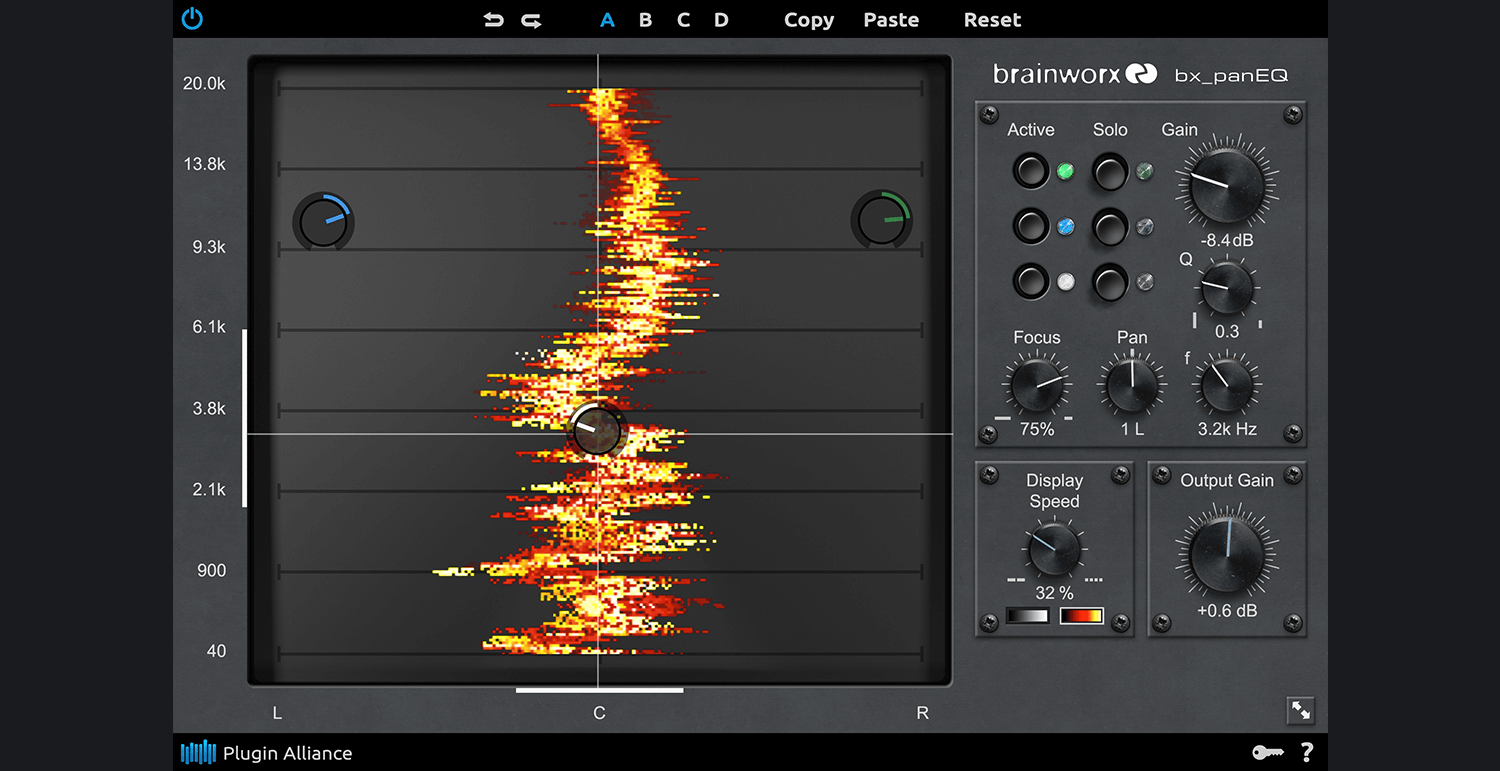 A B C D Copy Paste Reset
brainworx bx_panEQ
20.0k
13.8k
9.3k
6.1k
3.8k
2.1k
900
40
L C R
Active Solo Gain
-8.4dB
Q
0.3
Focus Pan f
75% 1 L 3.2k Hz
Display
Speed
32 %
Output Gain
+0.6 dB
Plugin Alliance ?